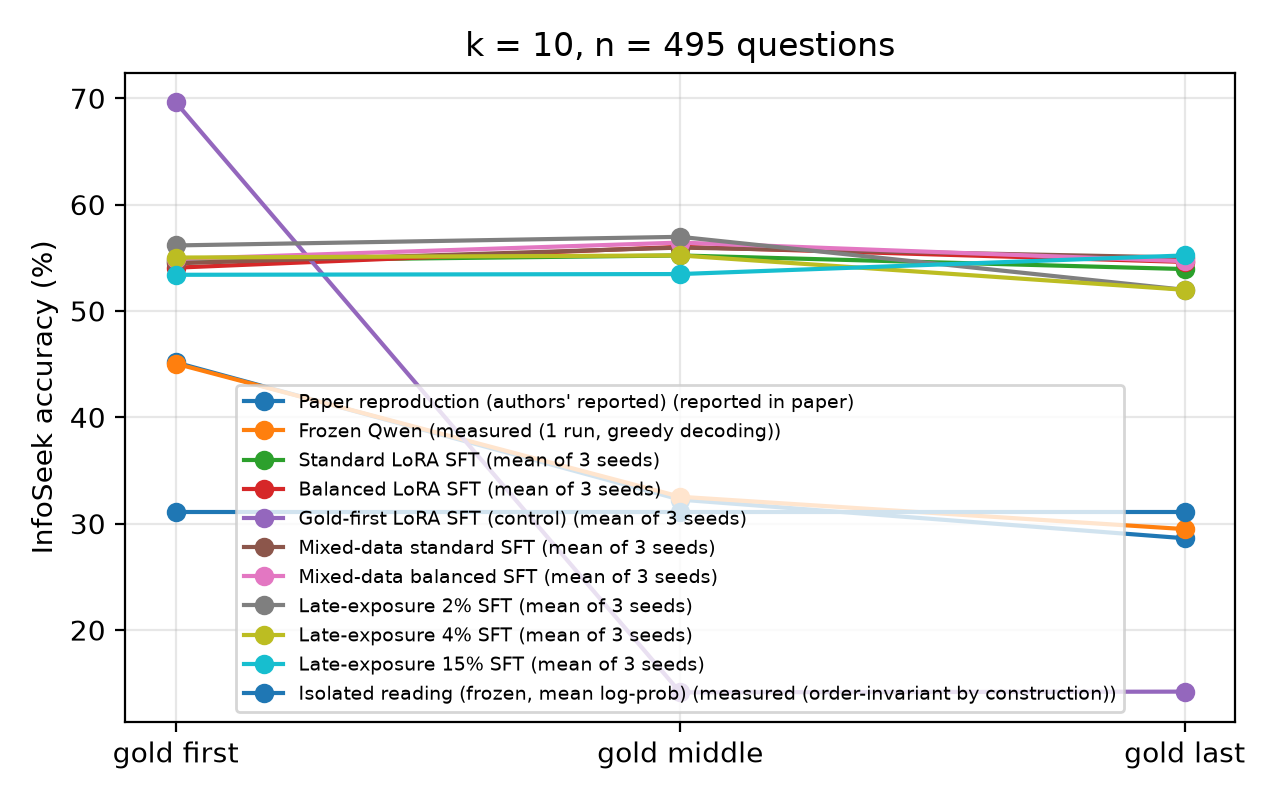 k = 10, n = 495 questions
InfoSeek accuracy (%)
70
60
50
40
30
20
Paper reproduction (authors' reported) (reported in paper)
Frozen Qwen (measured (1 run, greedy decoding))
Standard LoRA SFT (mean of 3 seeds)
Balanced LoRA SFT (mean of 3 seeds)
Gold-first LoRA SFT (control) (mean of 3 seeds)
Mixed-data standard SFT (mean of 3 seeds)
Mixed-data balanced SFT (mean of 3 seeds)
Late-exposure 2% SFT (mean of 3 seeds)
Late-exposure 4% SFT (mean of 3 seeds)
Late-exposure 15% SFT (mean of 3 seeds)
Isolated reading (frozen, mean log-prob) (measured (order-invariant by construction))
gold first
gold middle
gold last